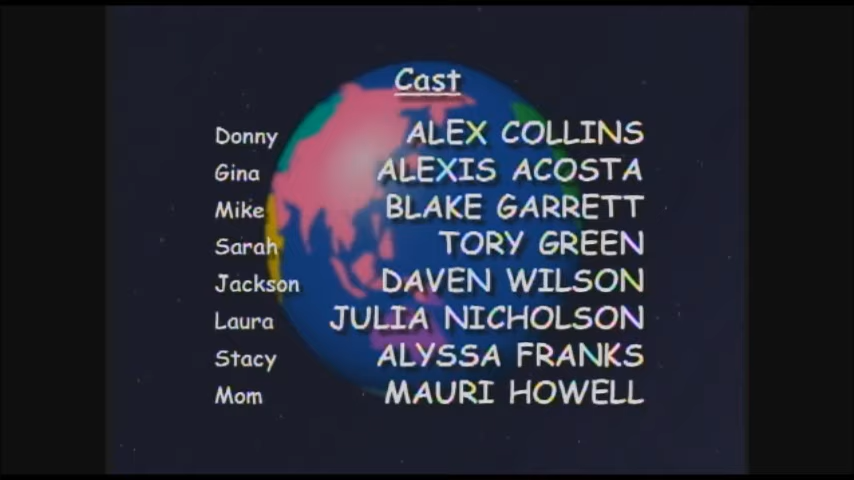 Cast
Donny ALEX COLLINS
Gina ALEXIS ACOSTA
Mike BLAKE GARRETT
Sarah TORY GREEN
Jackson DAVEN WILSON
Laura JULIA NICHOLSON
Stacy ALYSSA FRANKS
Mom MAURI HOWELL